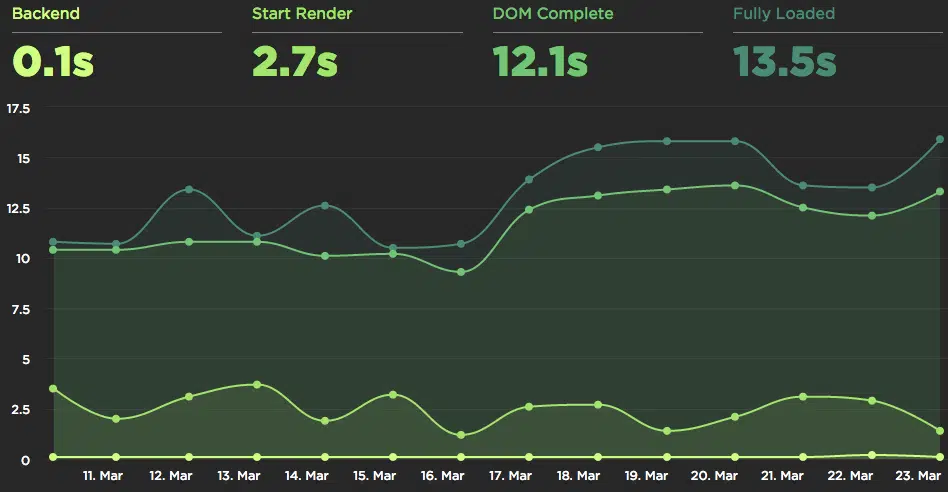 Backend Start Render DOM Complete Fully Loaded
0.1s 2.7s 12.1s 13.5s
17.5
15
12.5
10
7.5
5
2.5
0
11. Mar 12. Mar 13. Mar 14. Mar 15. Mar 16. Mar 17. Mar 18. Mar 19. Mar 20. Mar 21. Mar 22. Mar 23. Mar